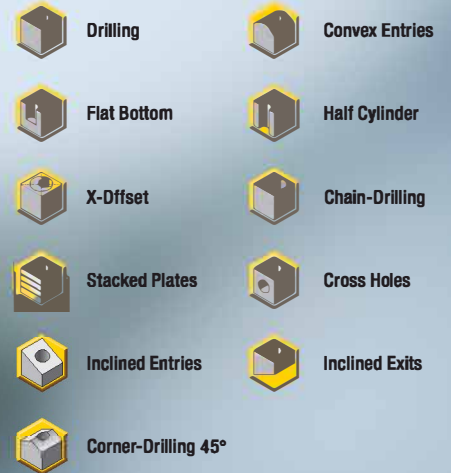 Drilling
Convex Entries
Flat Bottom
Half Cylinder
X-Dffset
Chain-Drilling
Stacked Plates
Cross Holes
Inclined Entries
Inclined Exits
Corner-Drilling 45°